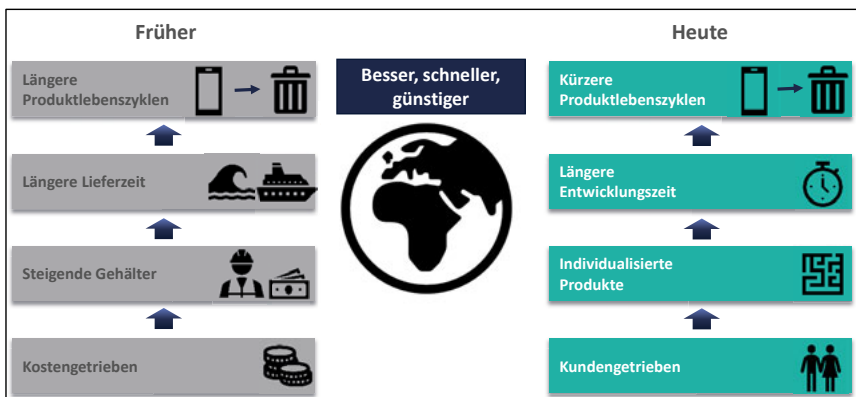 Früher
Längere
Produktlebenszyklen
Längere Lieferzeit
Steigende Gehälter
Kostengetrieben
Besser, schneller,
günstiger
Heute
Kürzere
Produktlebenszyklen
Längere
Entwicklungszeit
Individualisierte
Produkte
Kundengetrieben